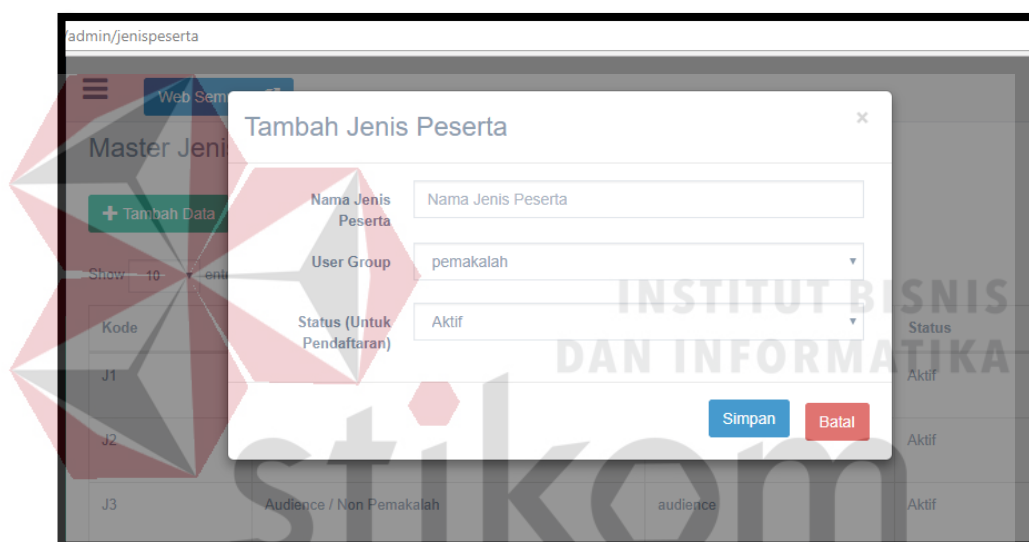 /admin/jenispeserta
Web Sem
Tambah Jenis Peserta
×
Master Jeni
Nama Jenis Peserta
Nama Jenis
Peserta
+ Tambah Data
User Group
pemakalah
Show 10 ent
INSTITUT BISNIS
DAN INFORMATIKA
Kode
Status (Untuk
Pendaftaran)
Aktif
Status
J1
Aktif
Simpan
Batal
J2
Aktif
stikom
J3
Audience / Non Pemakalah
audience
Aktif